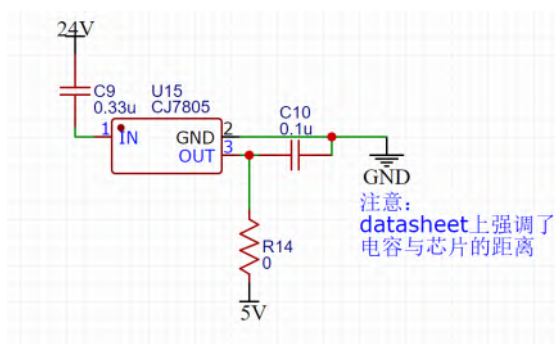 24V
C9
0.33u
U15
CJ7805
1
IN
GND
2
OUT
3
C10
0.1u
GND
注意：
datasheet上强调了
电容与芯片的距离
R14
0
5V